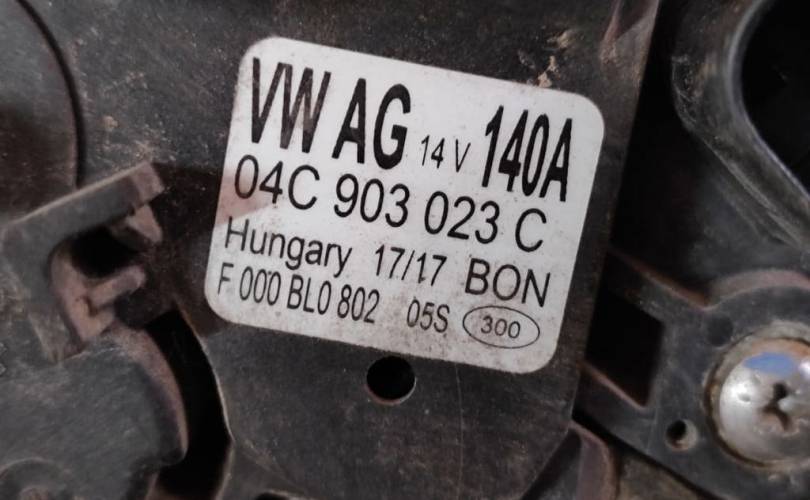 VW AG 14 V 140A
04C 903 023 C
Hungary 17/17 BON
F 000 BL0 802 05S 300